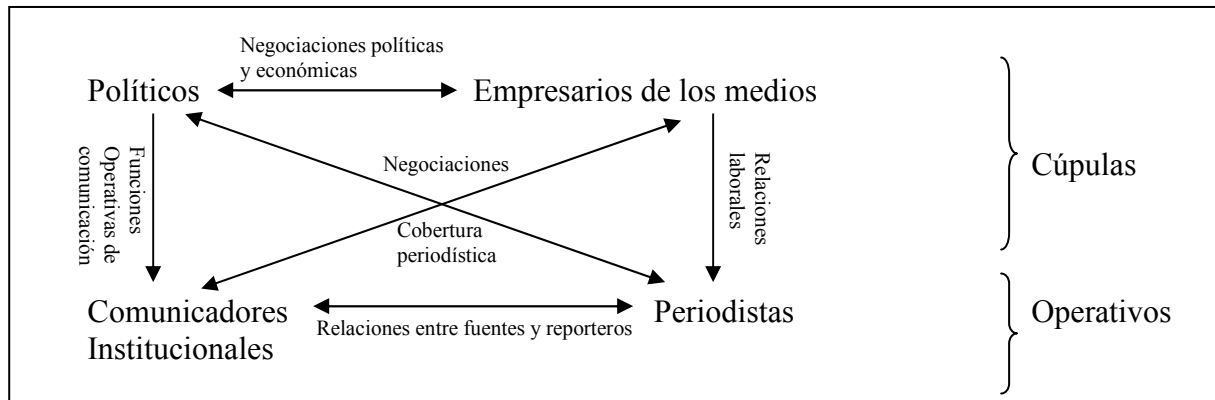 Negociaciones políticas
y económicas
Políticos
Empresarios de los medios
Funciones
Operativas de
comunicación
Negociaciones
Relaciones
laborales
Cúpulas
Cobertura
periodística
Comunicadores
Institucionales
Relaciones entre fuentes y reporteros
Periodistas
Operativos